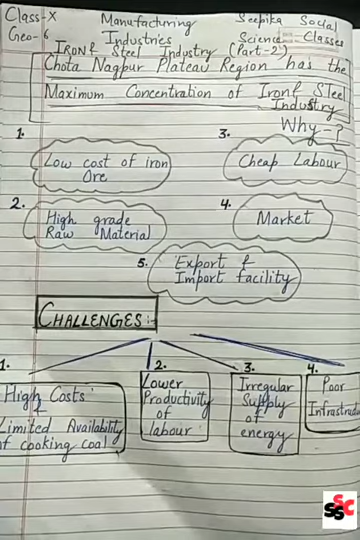 Class-X
Geo-6
Manufacturing
Industries
Seepika Social
Science Classes
IRON & Steel Industry (Part-2)
Chota Nagpur Plateau Region has the
Maximum Concentration of Iron & Steel
Industry
Why-?
1.
Low cost of iron
Ore
3.
Cheap Labour
2.
High grade
Raw Material
4.
Market
5.
Export &
Import facility
CHALLENGES:-
1.
High Costs
&
Limited Availability
of cooking coal
2.
Lower
Productivity
of
labour
3.
Irregular
Supply
of
energy
4.
Poor
SSC